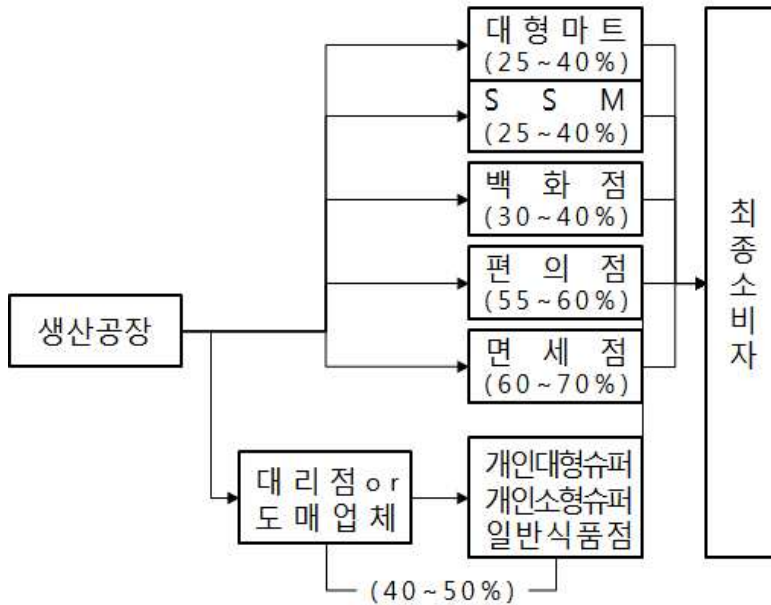 대형마트
(25~40%)
S S M
(25~40%)
백 화 점
(30~40%)
편 의 점
(55~60%)
면 세 점
(60~70%)
생산공장
대리점or
도매업체
개인대형슈퍼
개인소형슈퍼
일반식품점
(40~50%)
최종소비자